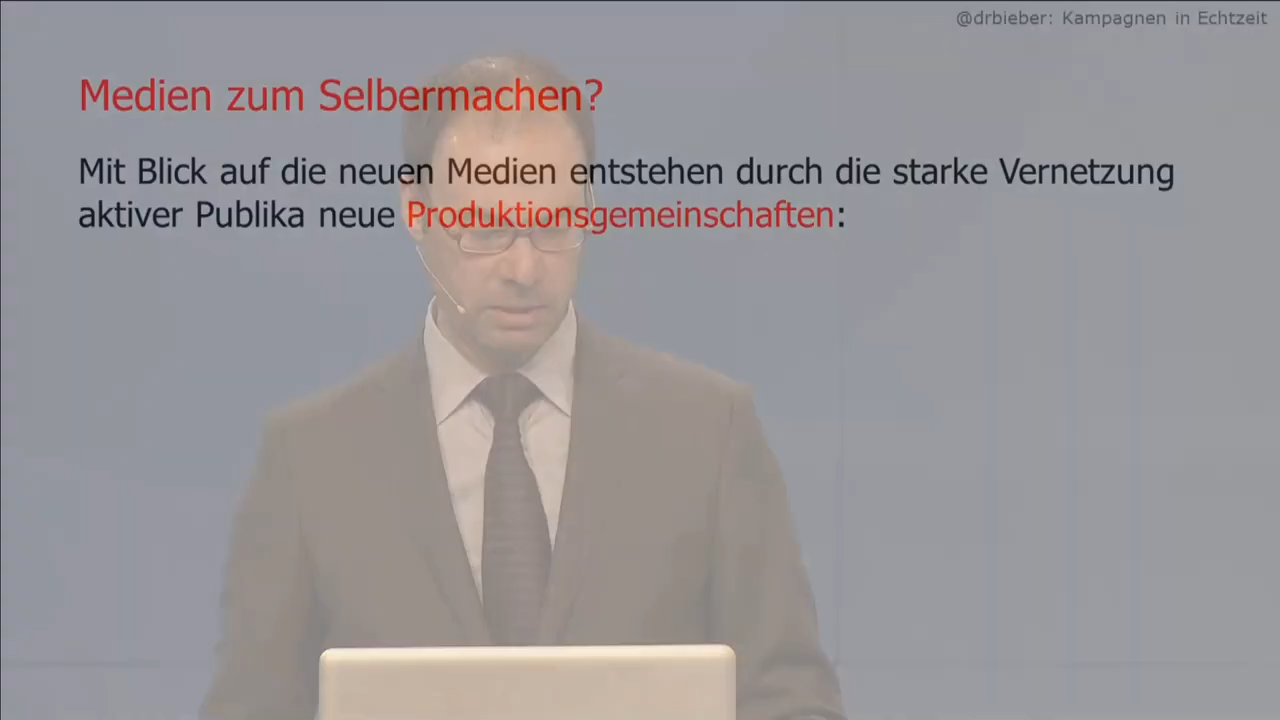 @drbieber: Kampagnen in Echtzeit
Medien zum Selbermachen?
Mit Blick auf die neuen Medien entstehen durch die starke Vernetzung
aktiver Publika neue Produktionsgemeinschaften: